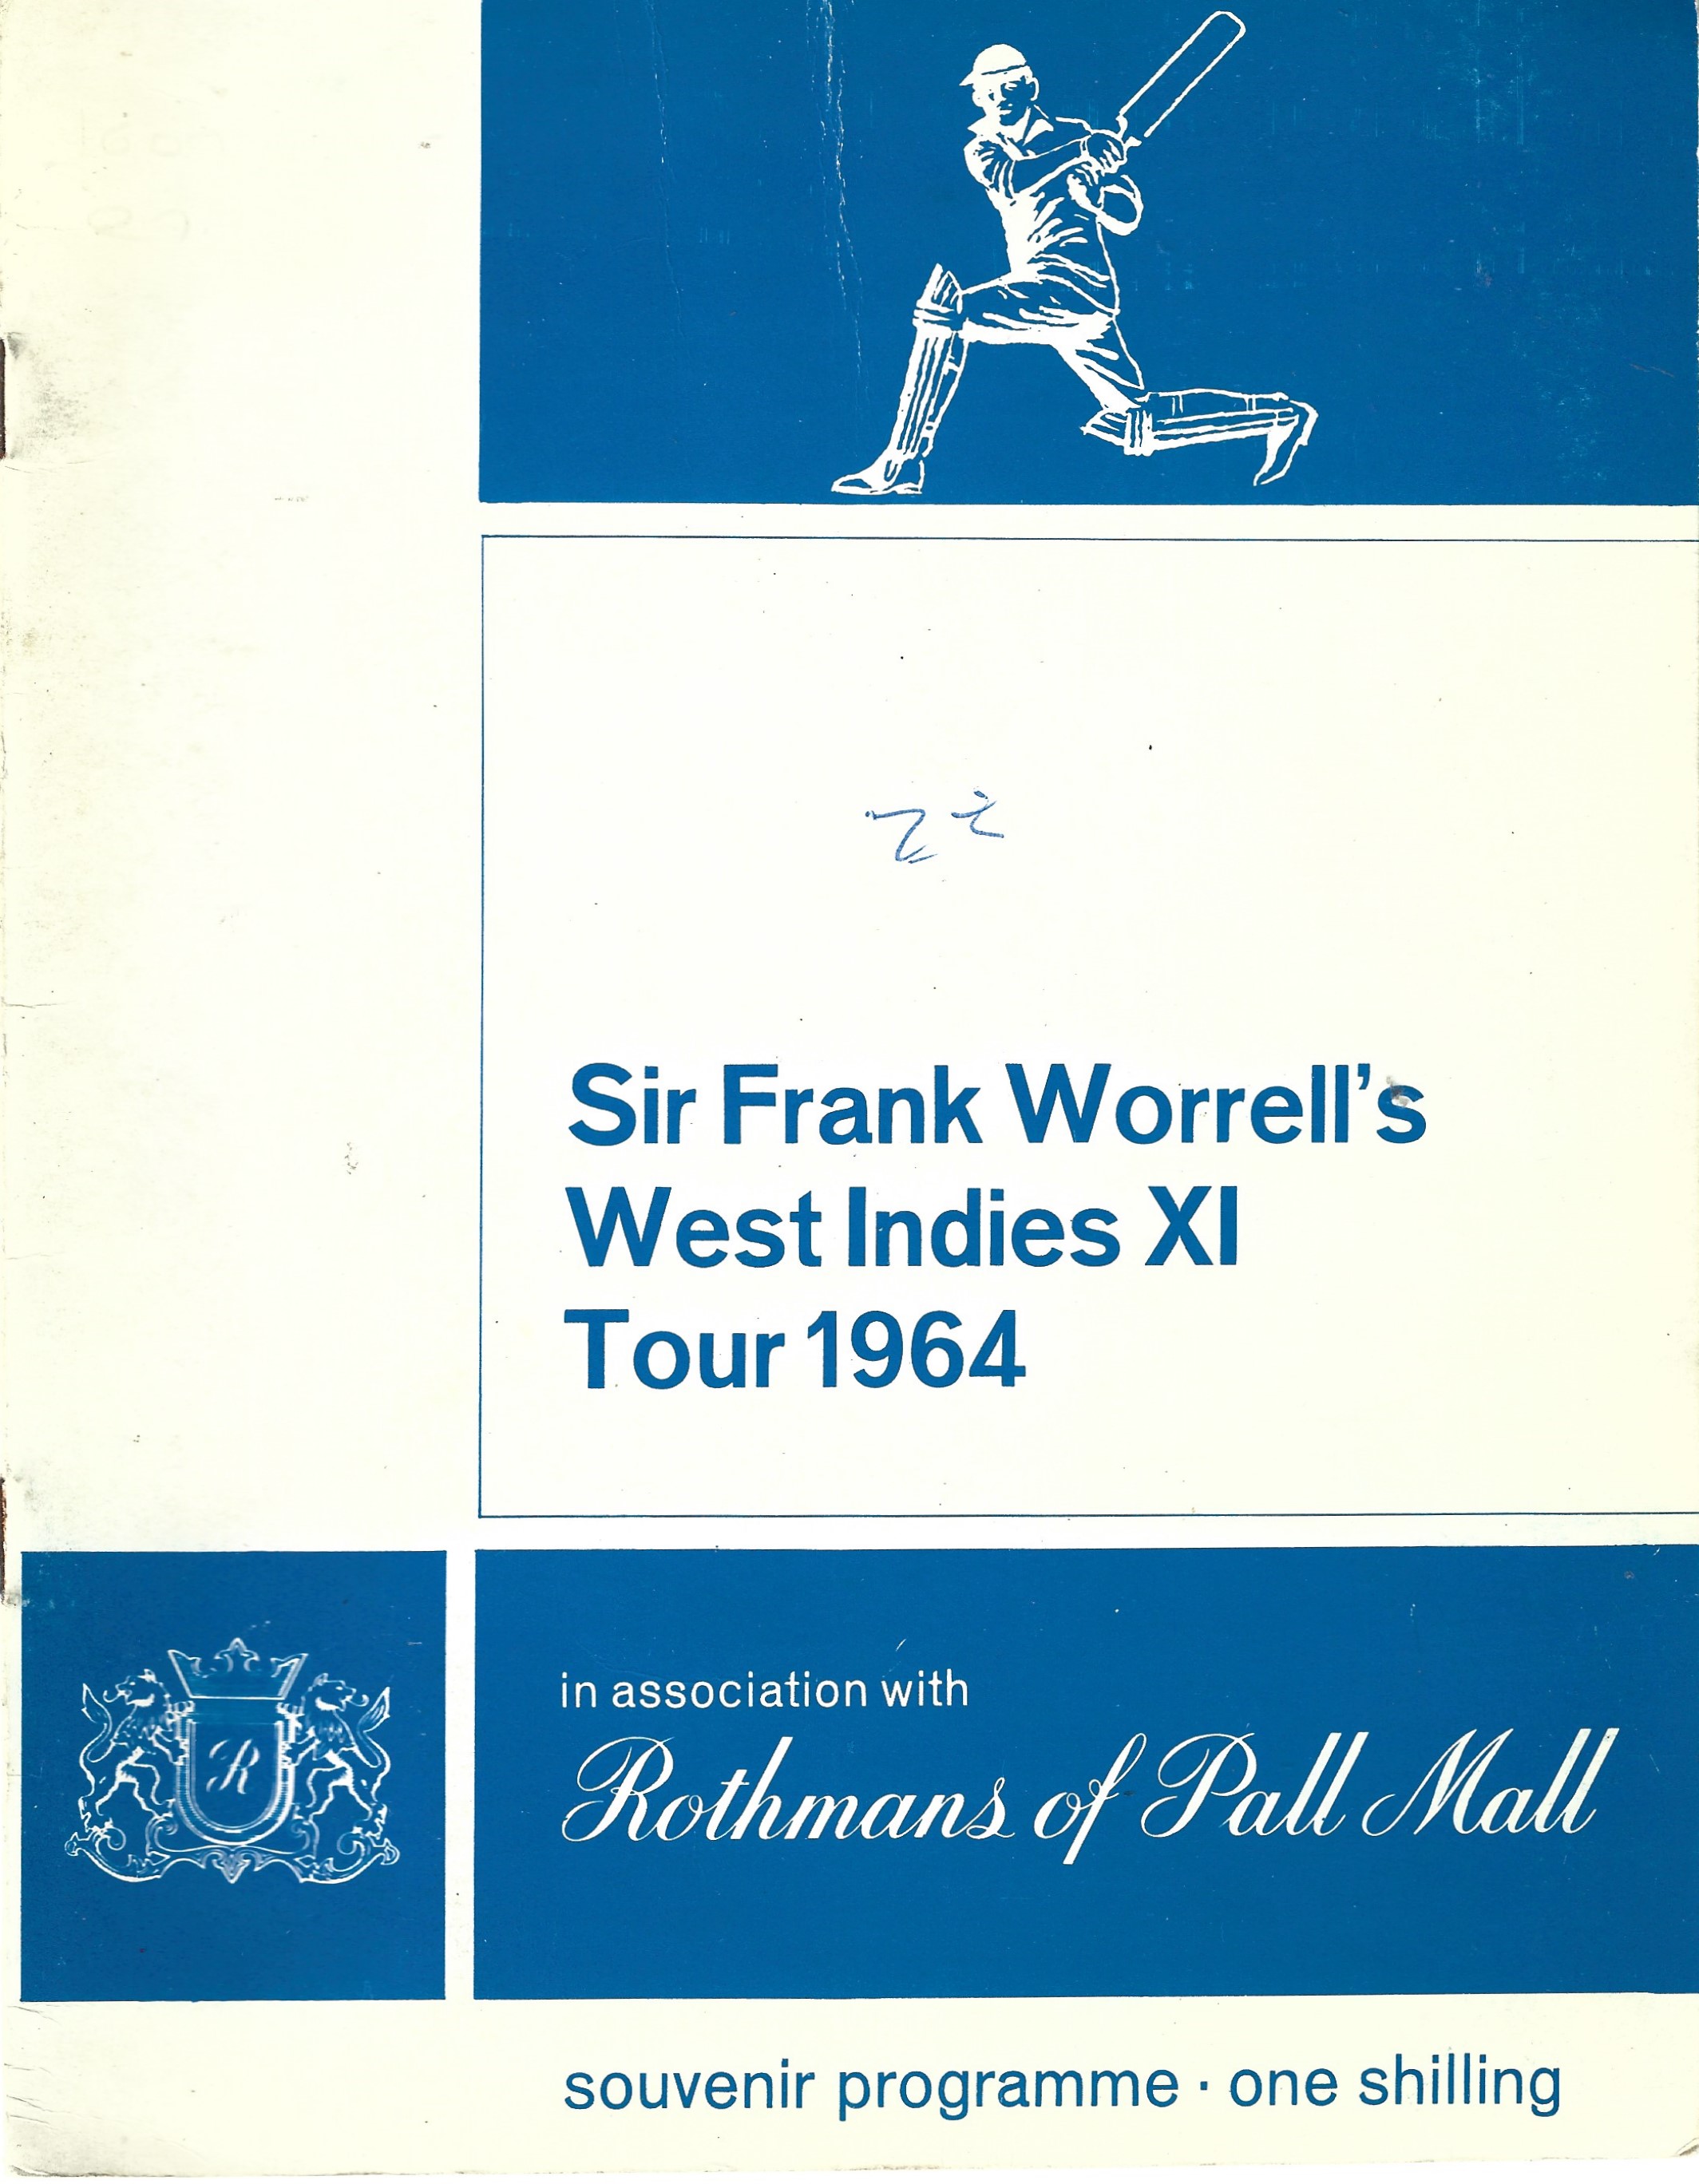 Sir Frank Worrell's
West Indies XI
Tour 1964
R
in association with
Rothmans of Pall Mall
souvenir programme · one shilling